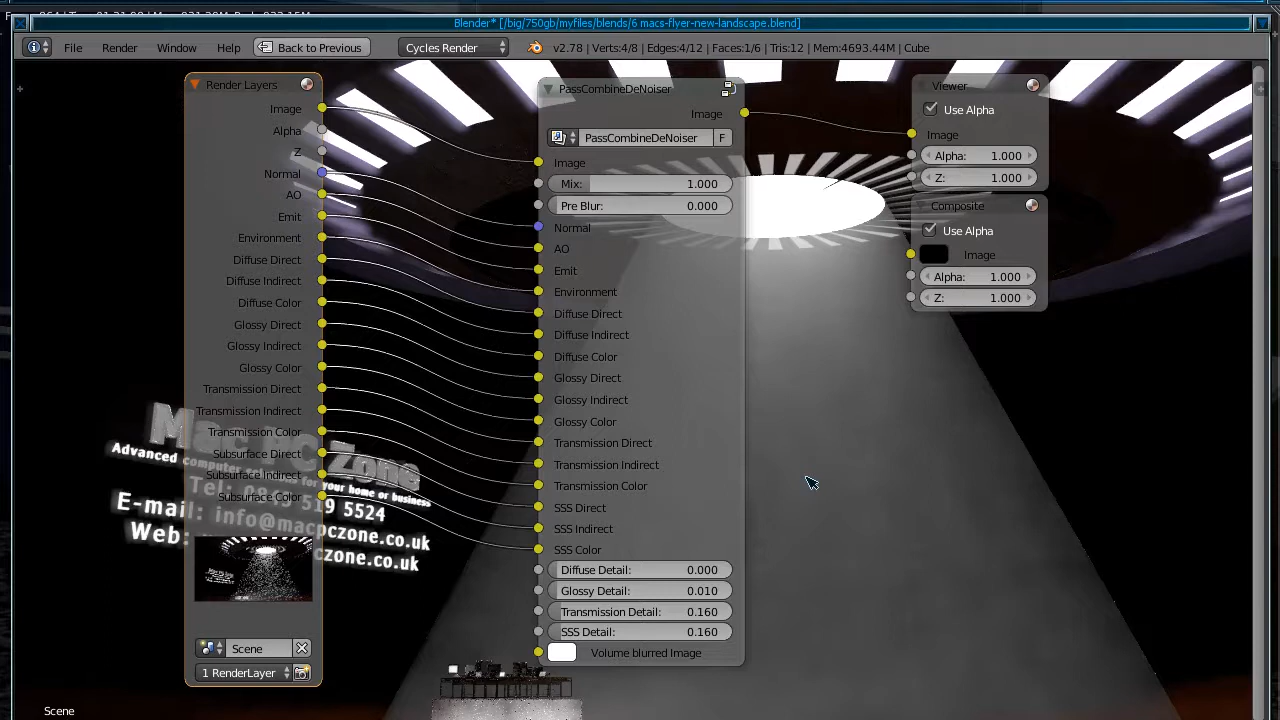 Blender* [/big/750gb/myfiles/blends/6 macs-flyer-new-landscape.blend]
File Render Window Help Back to Previous Cycles Render v2.78 | Verts:4/8 | Edges:4/12 | Faces:1/6 | Tris:12 | Mem:4693.44M | Cube
Render Layers
Image
Alpha
Z
Normal
AO
Emit
Environment
Diffuse Direct
Diffuse Indirect
Diffuse Color
Glossy Direct
Glossy Indirect
Glossy Color
Transmission Direct
Transmission Indirect
Transmission Color
Subsurface Direct
Subsurface Indirect
Subsurface Color
Scene
1 RenderLayer
PassCombineDeNoiser
Image
PassCombineDeNoiser F
Image
Mix: 1.000
Pre Blur: 0.000
Normal
AO
Emit
Environment
Diffuse Direct
Diffuse Indirect
Diffuse Color
Glossy Direct
Glossy Indirect
Glossy Color
Transmission Direct
Transmission Indirect
Transmission Color
SSS Direct
SSS Indirect
SSS Color
Diffuse Detail: 0.000
Glossy Detail: 0.010
Transmission Detail: 0.160
SSS Detail: 0.160
Volume blurred Image
Viewer
Use Alpha
Image
Alpha: 1.000
Z: 1.000
Composite
Use Alpha
Image
Alpha: 1.000
Z: 1.000
Mac PC Zone
Advanced computer for your home or business
Tel: 0845 519 5524
E-mail: info@macpczone.co.uk
Web: czone.co.uk
Scene